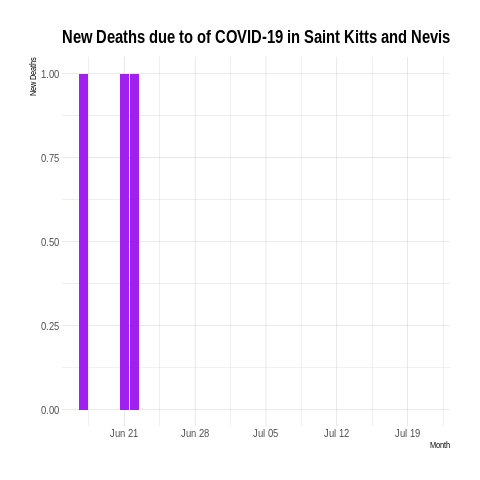 New Deaths due to of COVID-19 in Saint Kitts and Nevis
New Deaths
1.00
0.75
0.50
0.25
0.00
Jun 21 Jun 28 Jul 05 Jul 12 Jul 19
Month